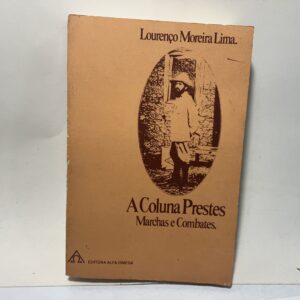 Lourenço Moreira Lima.
A Coluna Prestes
Marchas e Combates.
EDITORA ALFA-OMEGA